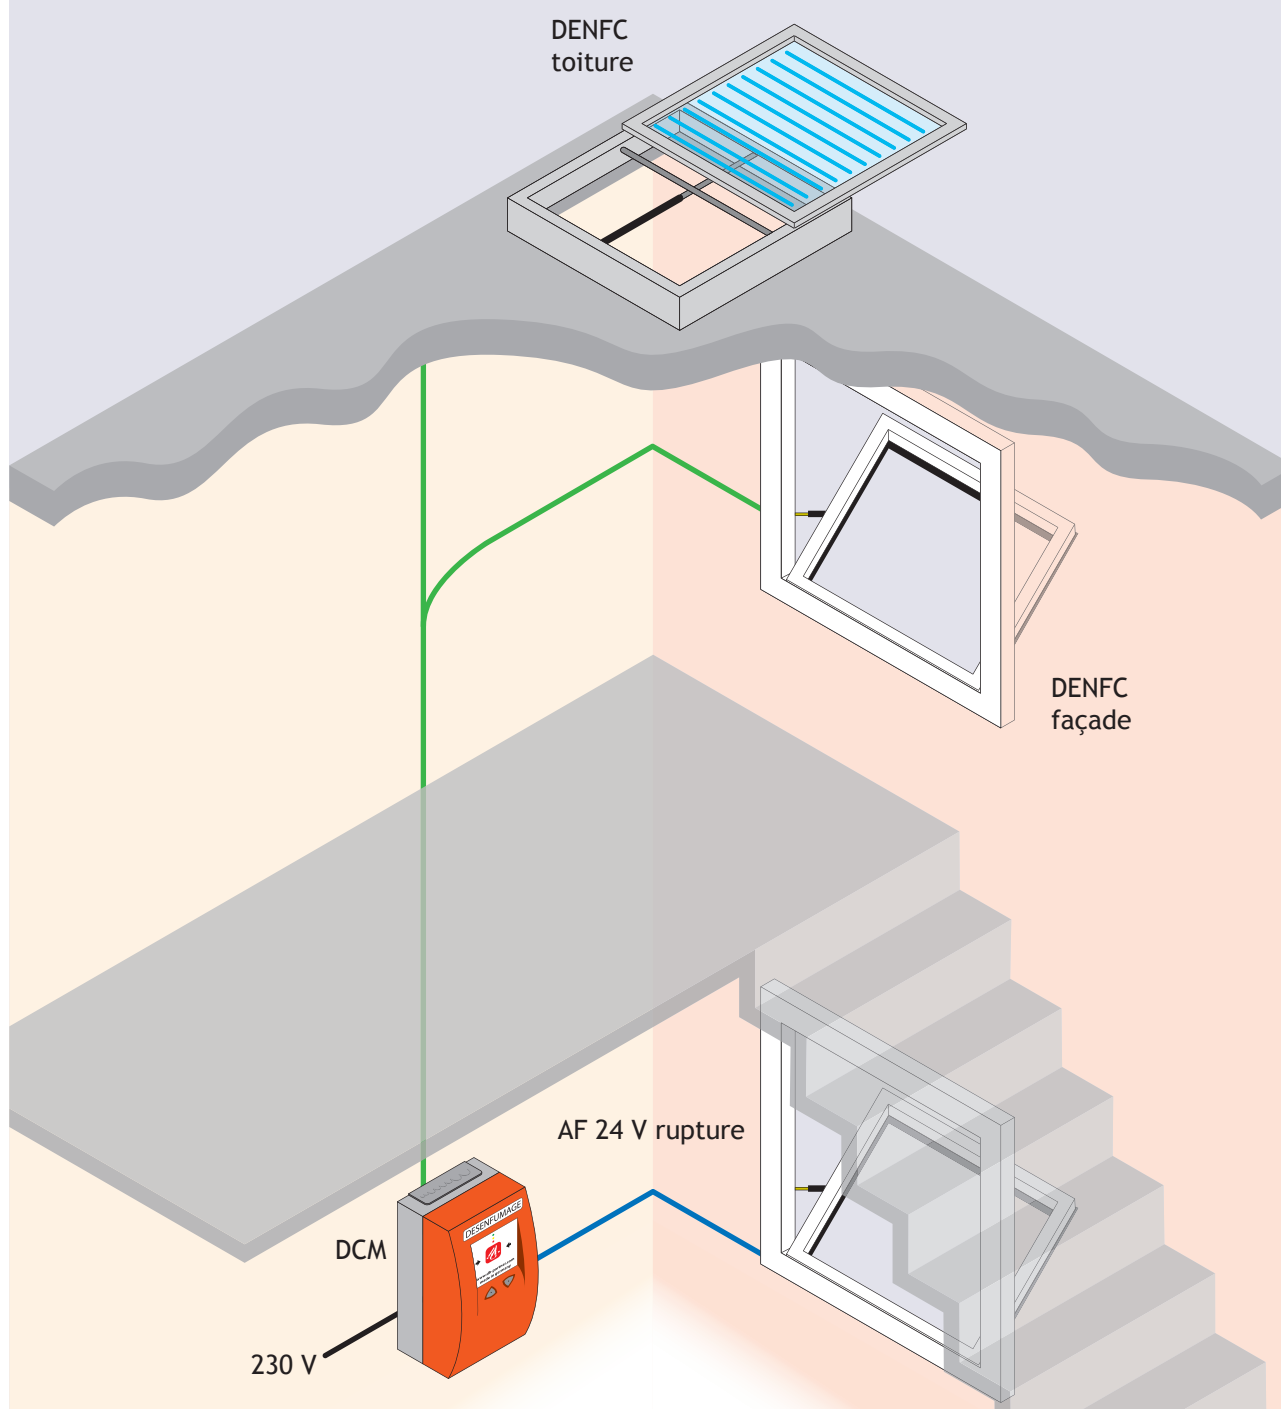 DENFC
toiture
DENFC
façade
AF 24 V rupture
DESENFUMAGE
DCM
230 V